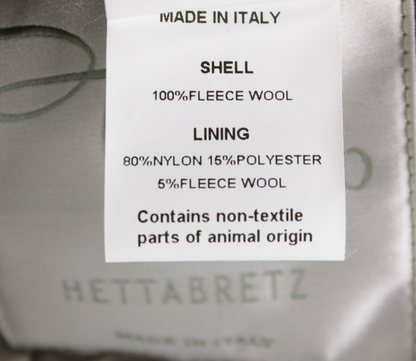 MADE IN ITALY
SHELL
100%FLEECE WOOL
LINING
80%NYLON 15%POLYESTER
5%FLEECE WOOL
Contains non-textile
parts of animal origin
HETTABRETZ
MADE IN ITALY